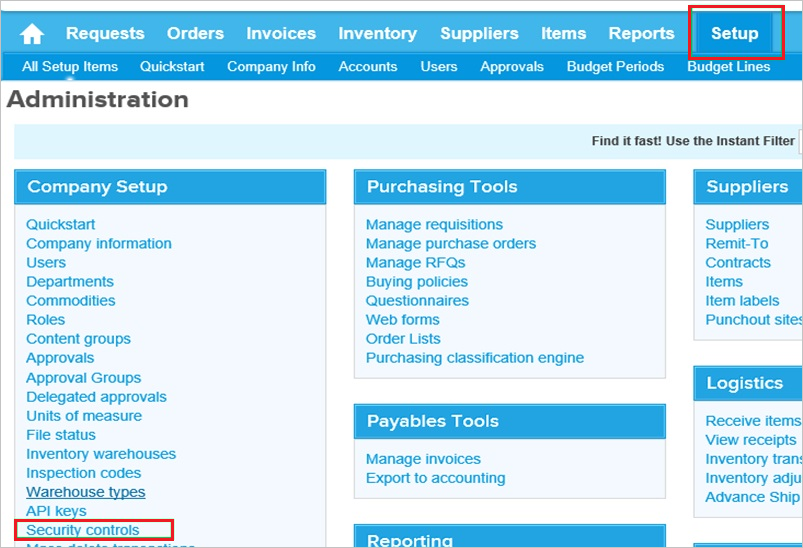 Requests Orders Invoices Inventory Suppliers Items Reports Setup
All Setup Items Quickstart Company Info Accounts Users Approvals Budget Periods Budget Lines
Administration
Find it fast! Use the Instant Filter
Company Setup
Quickstart
Company information
Users
Departments
Commodities
Roles
Content groups
Approvals
Approval Groups
Delegated approvals
Units of measure
File status
Inventory warehouses
Inspection codes
Warehouse types
API keys
Security controls
Mass delete transactions
Purchasing Tools
Manage requisitions
Manage purchase orders
Manage RFQs
Buying policies
Questionnaires
Web forms
Order Lists
Purchasing classification engine
Payables Tools
Manage invoices
Export to accounting
Reporting
Suppliers
Suppliers
Remit-To
Contracts
Items
Item labels
Punchout sites
Logistics
Receive items
View receipts
Inventory trans
Inventory adju
Advance Ship